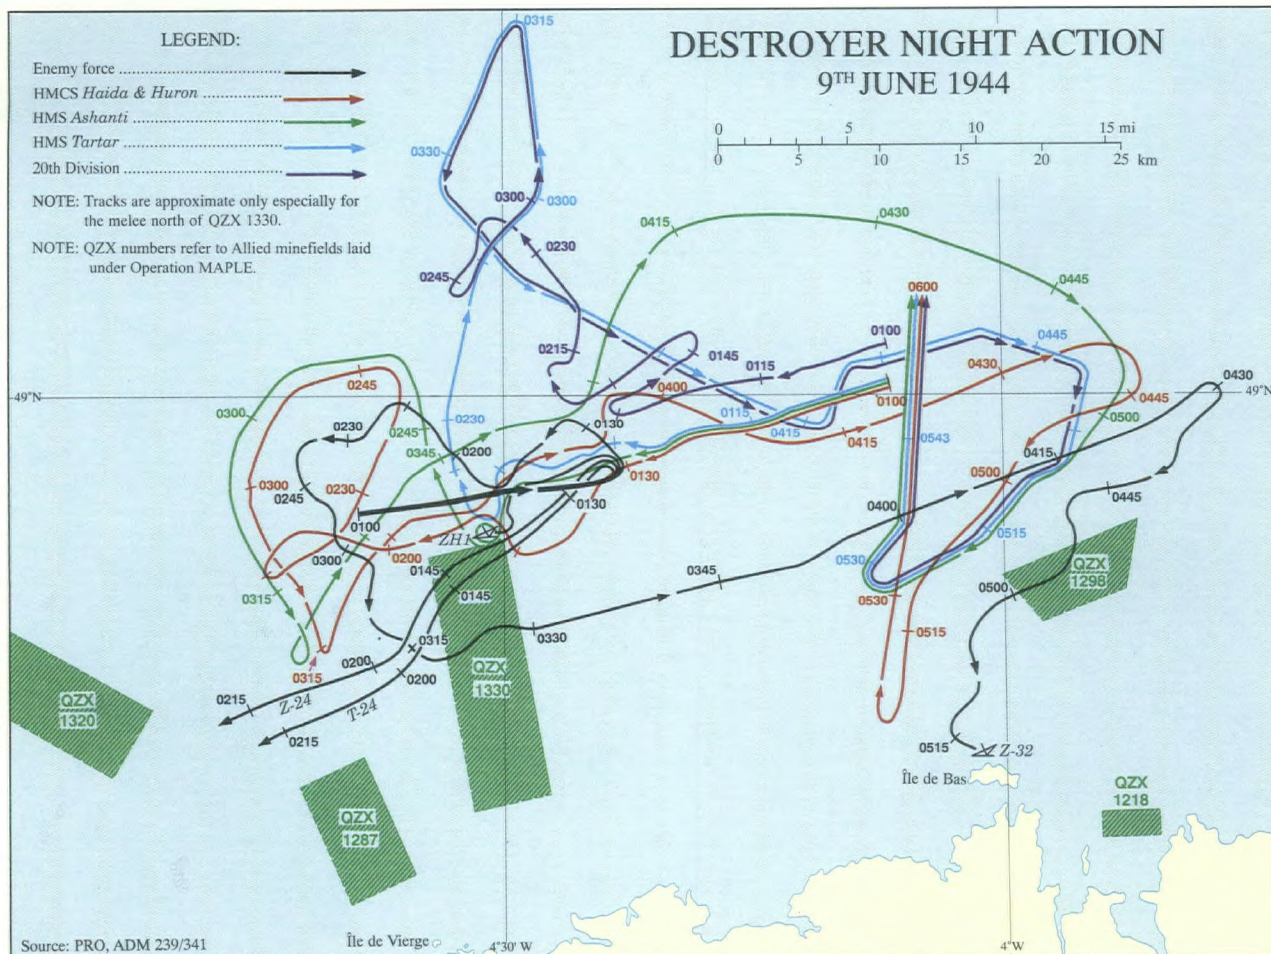 DESTROYER NIGHT ACTION
9TH JUNE 1944
LEGEND:
Enemy force
HMCS Haida & Huron
HMS Ashanti
HMS Tartar
20th Division
NOTE: Tracks are approximate only especially for
the melee north of QZX 1330.
NOTE: QZX numbers refer to Allied minefields laid
under Operation MAPLE.
0 5 10 15 mi
0 5 10 15 20 25 km
0315
0330
0300
0300
0230
0245
0215
0145
0115
0100
0415
0430
0445
0445
0600
0430
0445
0430
49°N
49°N
0245
0300
0230
0245
0230
0200
0345
0130
0400
0115
0415
0415
0100
0543
0500
0415
0500
0445
0300
0245
0230
0100
0130
0130
0400
0515
0300
0200
ZH1
0145
0145
0345
0530
0530
0515
0500
QZX
1298
0315
0315
0315
0330
0200
0200
0215
Z-24
T-24
0215
QZX
1330
QZX
1320
QZX
1287
0515
Z-32
Île de Bas
QZX
1218
Source: PRO, ADM 239/341
Île de Vierge
4°30' W
4°W